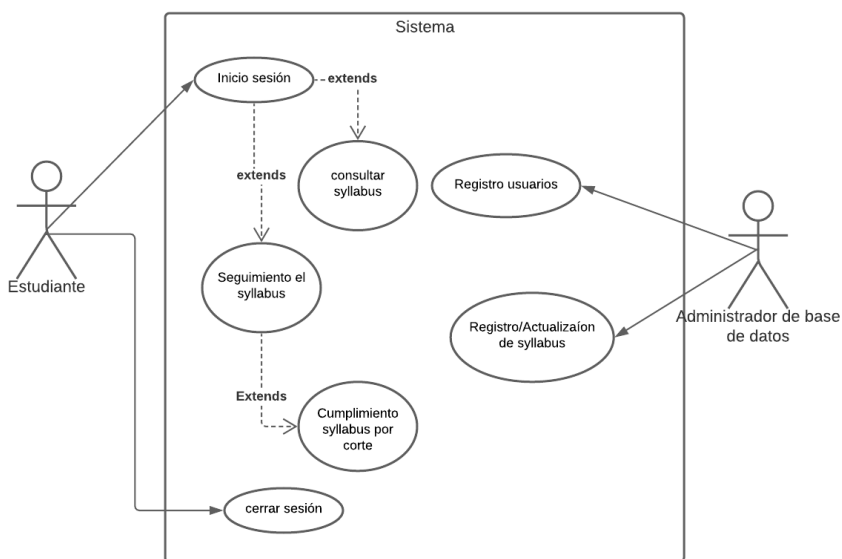 Sistema
Inicio sesión
extends
consultar
syllabus
extends
Registro usuarios
Seguimiento el
syllabus
Estudiante
Registro/Actualizaíon
de syllabus
Administrador de base
de datos
Extends
Cumplimíento
syllabus por
corte
cerrar sesión